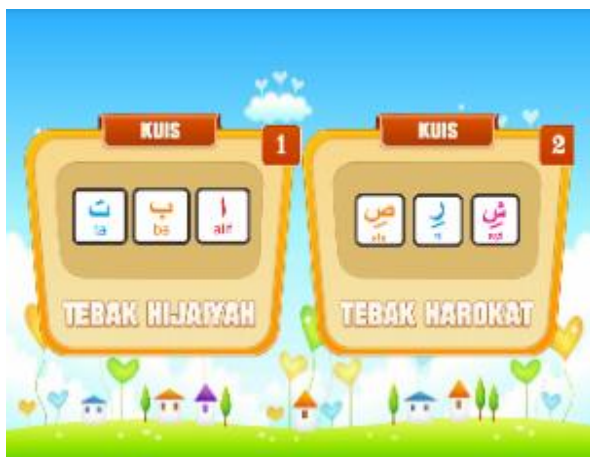 KUIS
1
ا ب ت
alif ba ta
TEBAK HIJAIYAH
KUIS
2
شِ رِ صِ
TEBAK HAROKAT